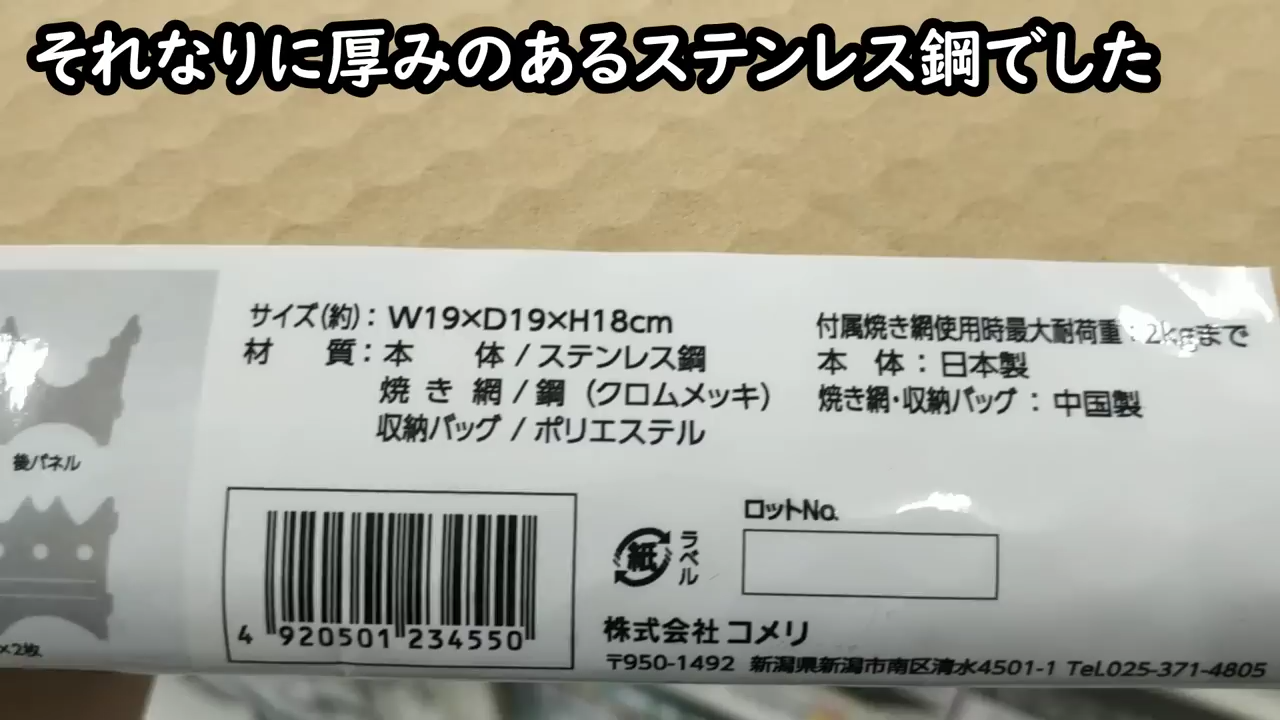 それなりに厚みのあるステンレス鋼でした
サイズ(約):W19×D19×H18cm
材 質:本 体/ステンレス鋼
焼き網/鋼(クロムメッキ)
収納バッグ/ポリエステル
付属焼き網使用時最大耐荷重:2kgまで
本 体:日本製
焼き網・収納バッグ:中国製
後パネル
×2枚
4 920501 234550
紙
ラベル
ロットNo.
株式会社コメリ
〒950-1492 新潟県新潟市南区清水4501-1 TeL025-371-4805